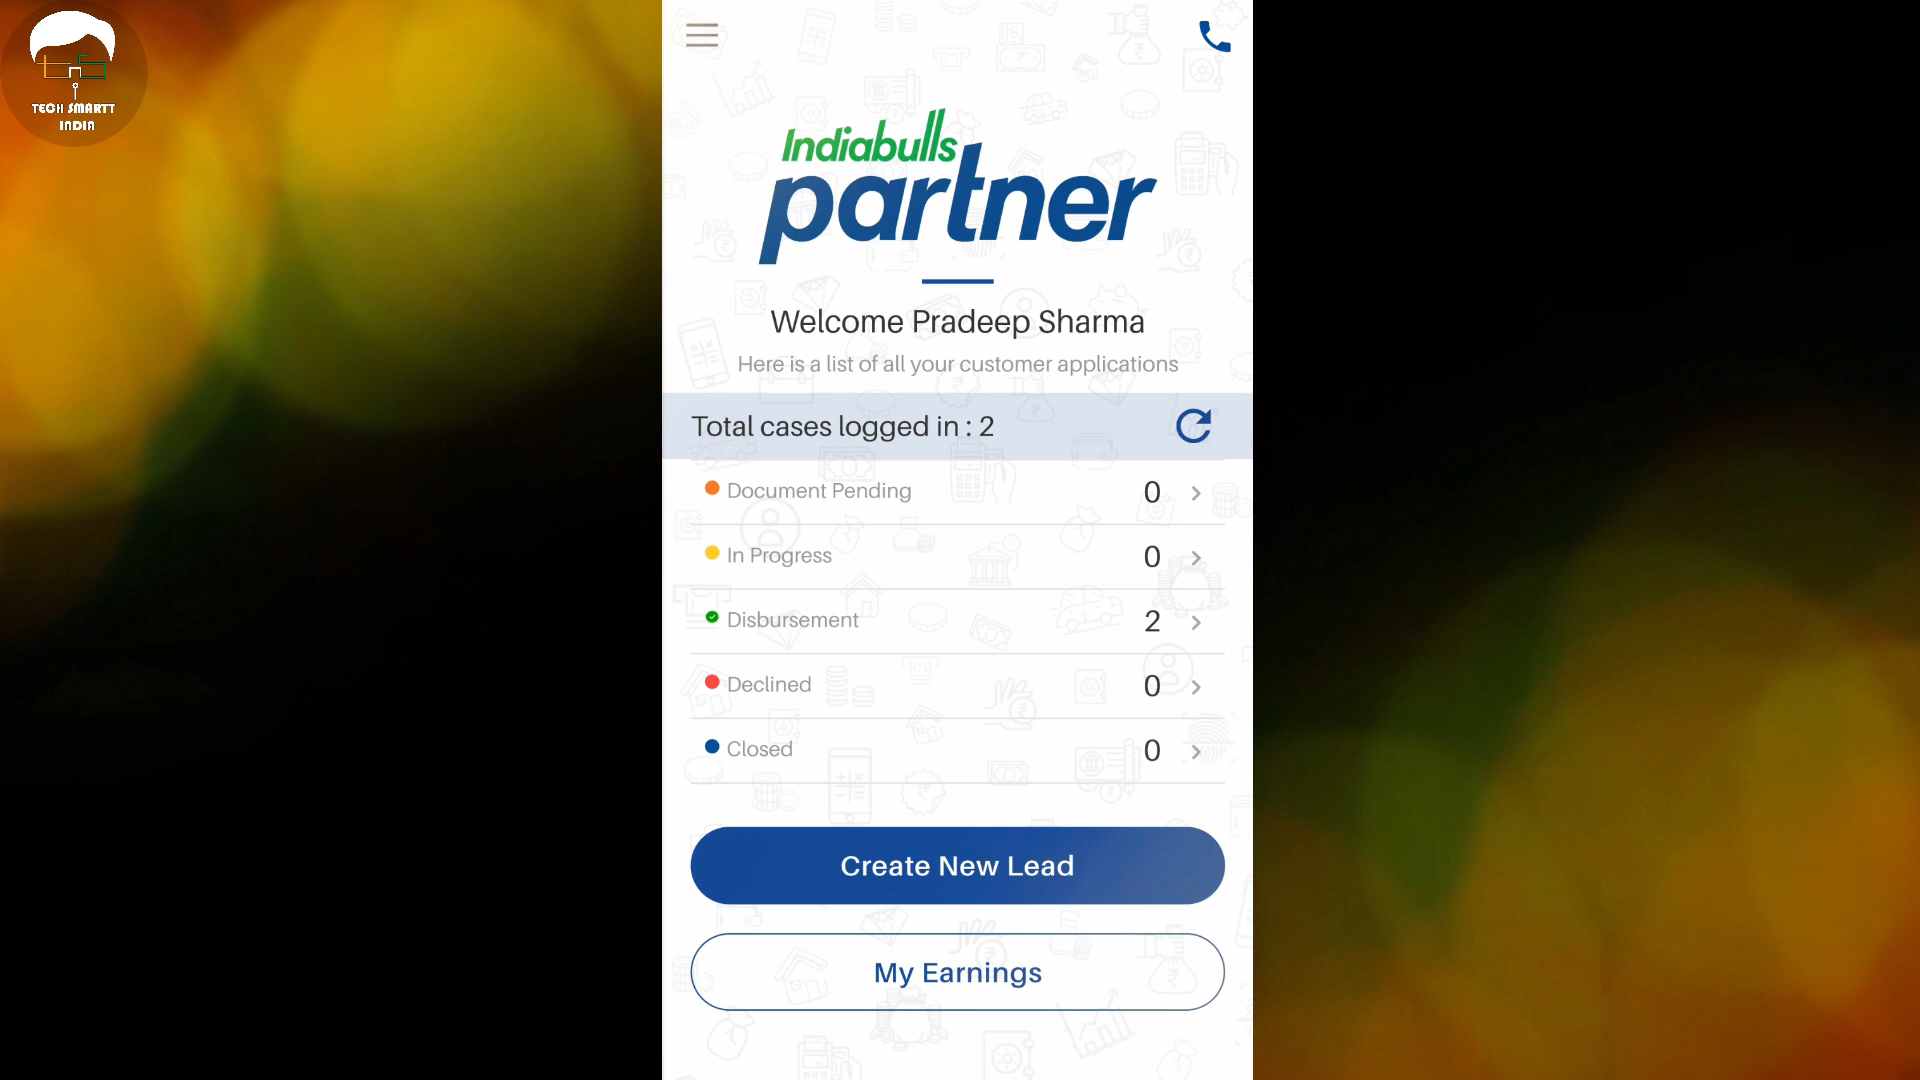 TECH SMARTT
INDIA
Indiabulls
partner
Welcome Pradeep Sharma
Here is a list of all your customer applications
Total cases logged in : 2
Document Pending 0
In Progress 0
Disbursement 2
Declined 0
Closed 0
Create New Lead
My Earnings